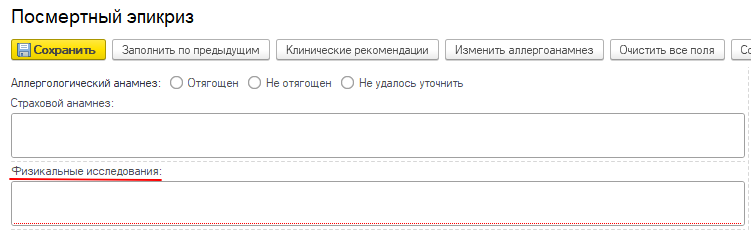 Посмертный эпикриз
Сохранить Заполнить по предыдущим Клинические рекомендации Изменить аллергоанамнез Очистить все поля Со
Аллергологический анамнез: Отягощен Не отягощен Не удалось уточнить
Страховой анамнез:
Физикальные исследования: